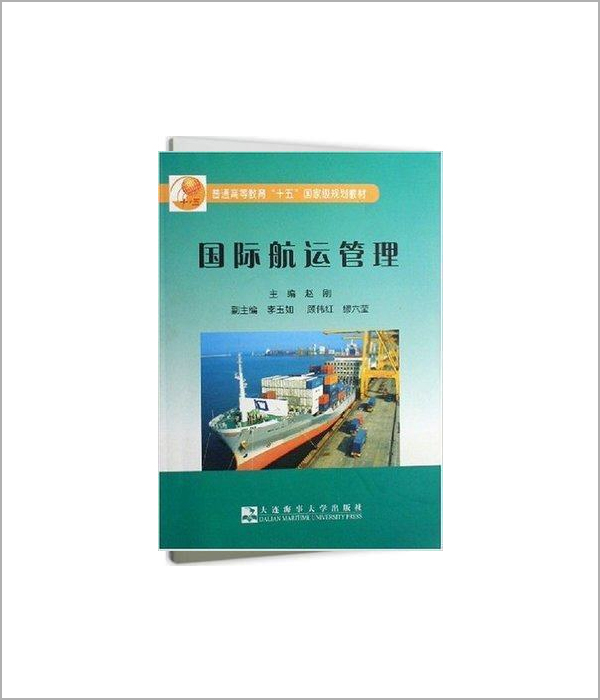 十·五
普通高等教育“十五”国家级规划教材
国际航运管理
主 编 赵 刚
副主编 李玉如 顾伟红 缪六莹
大连海事大学出版社
DALIAN MARITIME UNIVERSITY PRESS